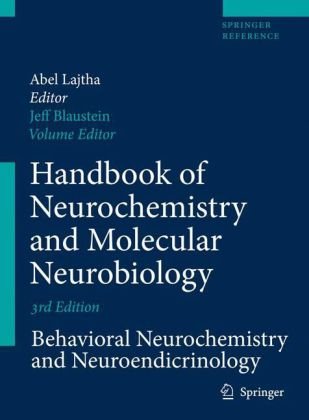 SPRINGER
REFERENCE
Abel Lajtha
Editor
Jeff Blaustein
Volume Editor
Handbook of
Neurochemistry
and Molecular
Neurobiology
3rd Edition
Behavioral Neurochemistry
and Neuroendicrinology
Springer